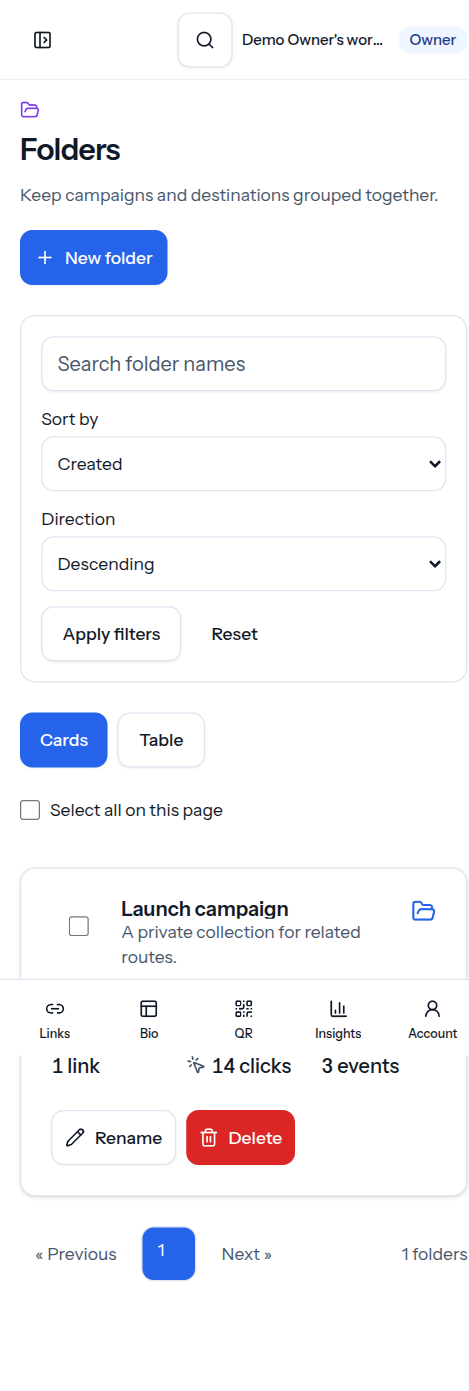 Demo Owner's wor...
Owner
Folders
Keep campaigns and destinations grouped together.
New folder
Search folder names
Sort by
Created
Direction
Descending
Apply filters
Reset
Cards
Table
Select all on this page
Launch campaign
A private collection for related
routes.
Links
Bio
QR
Insights
Account
1 link
14 clicks
3 events
Rename
Delete
« Previous
1
Next »
1 folders